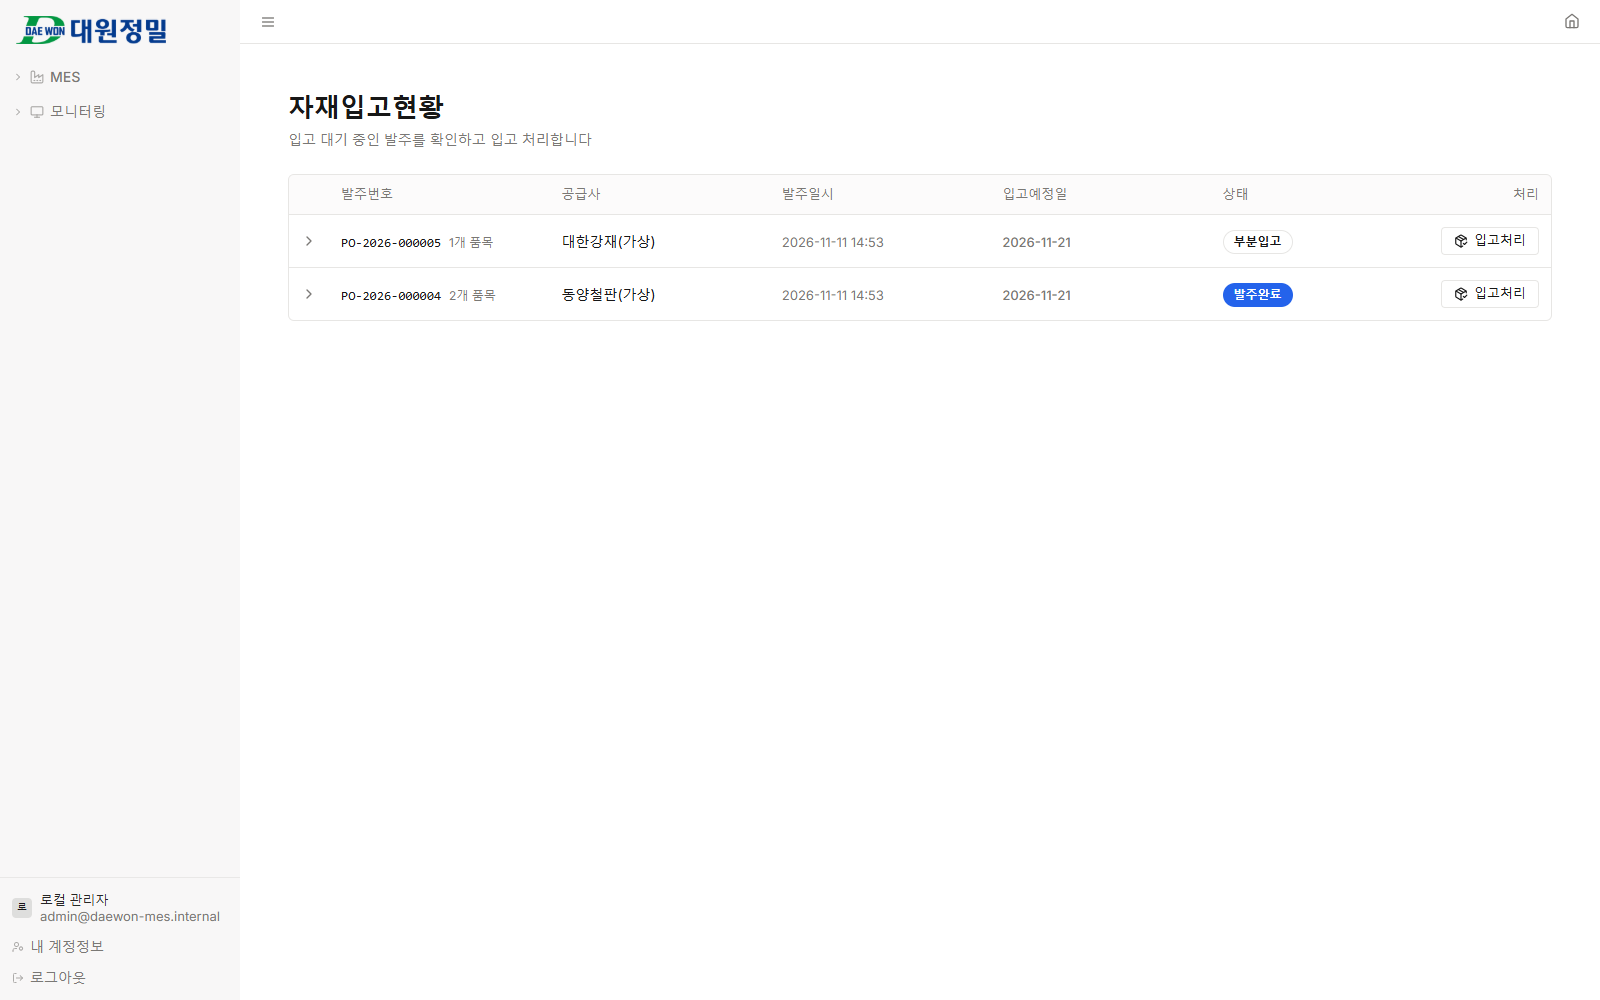 DAE WON 대원정밀
MES
모니터링
자재입고현황
입고 대기 중인 발주를 확인하고 입고 처리합니다
발주번호 공급사 발주일시 입고예정일 상태 처리
PO-2026-000005 1개 품목 대한강재(가상) 2026-11-11 14:53 2026-11-21 부분입고 입고처리
PO-2026-000004 2개 품목 동양철판(가상) 2026-11-11 14:53 2026-11-21 발주완료 입고처리
로 로컬 관리자
admin@daewon-mes.internal
내 계정정보
로그아웃